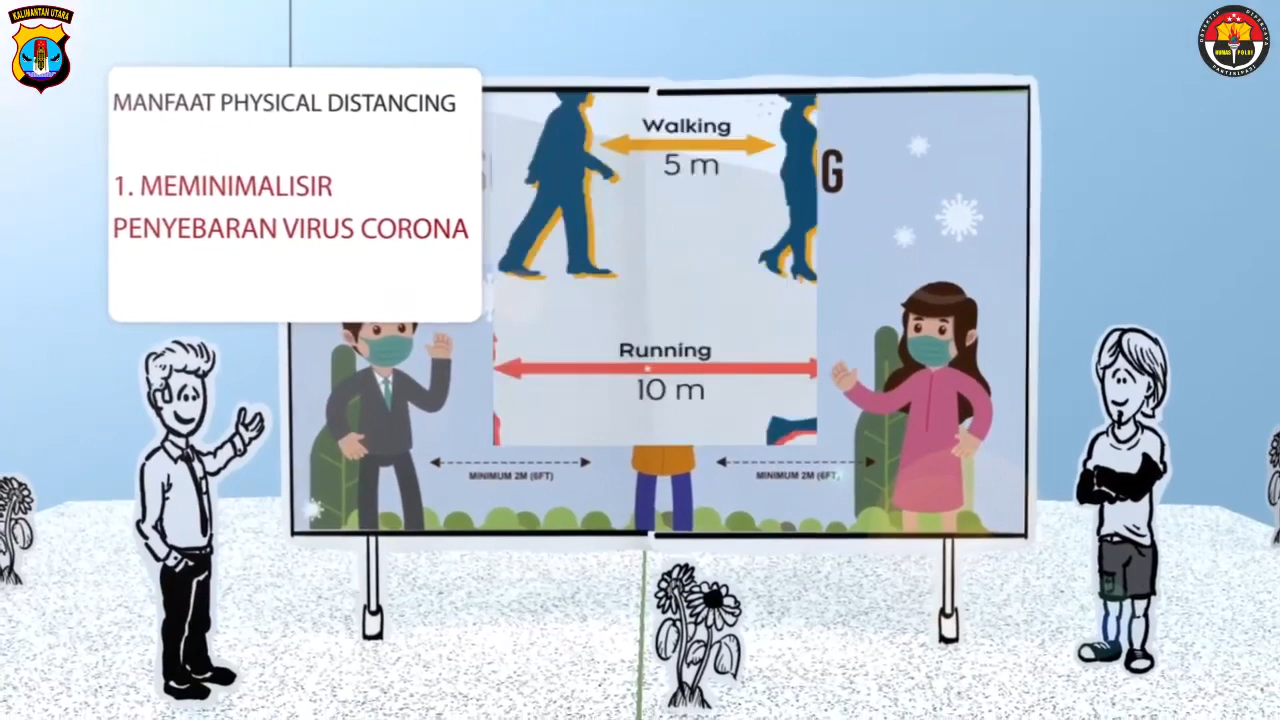 KALIMANTAN UTARA
HUMAS POLRI
PARTISIPASI
MANFAAT PHYSICAL DISTANCING
1. MEMINIMALISIR
PENYEBARAN VIRUS CORONA
Walking
5 m
G
Running
10 m
MINIMUM 2M (6FT)
MINIMUM 2M (6FT)